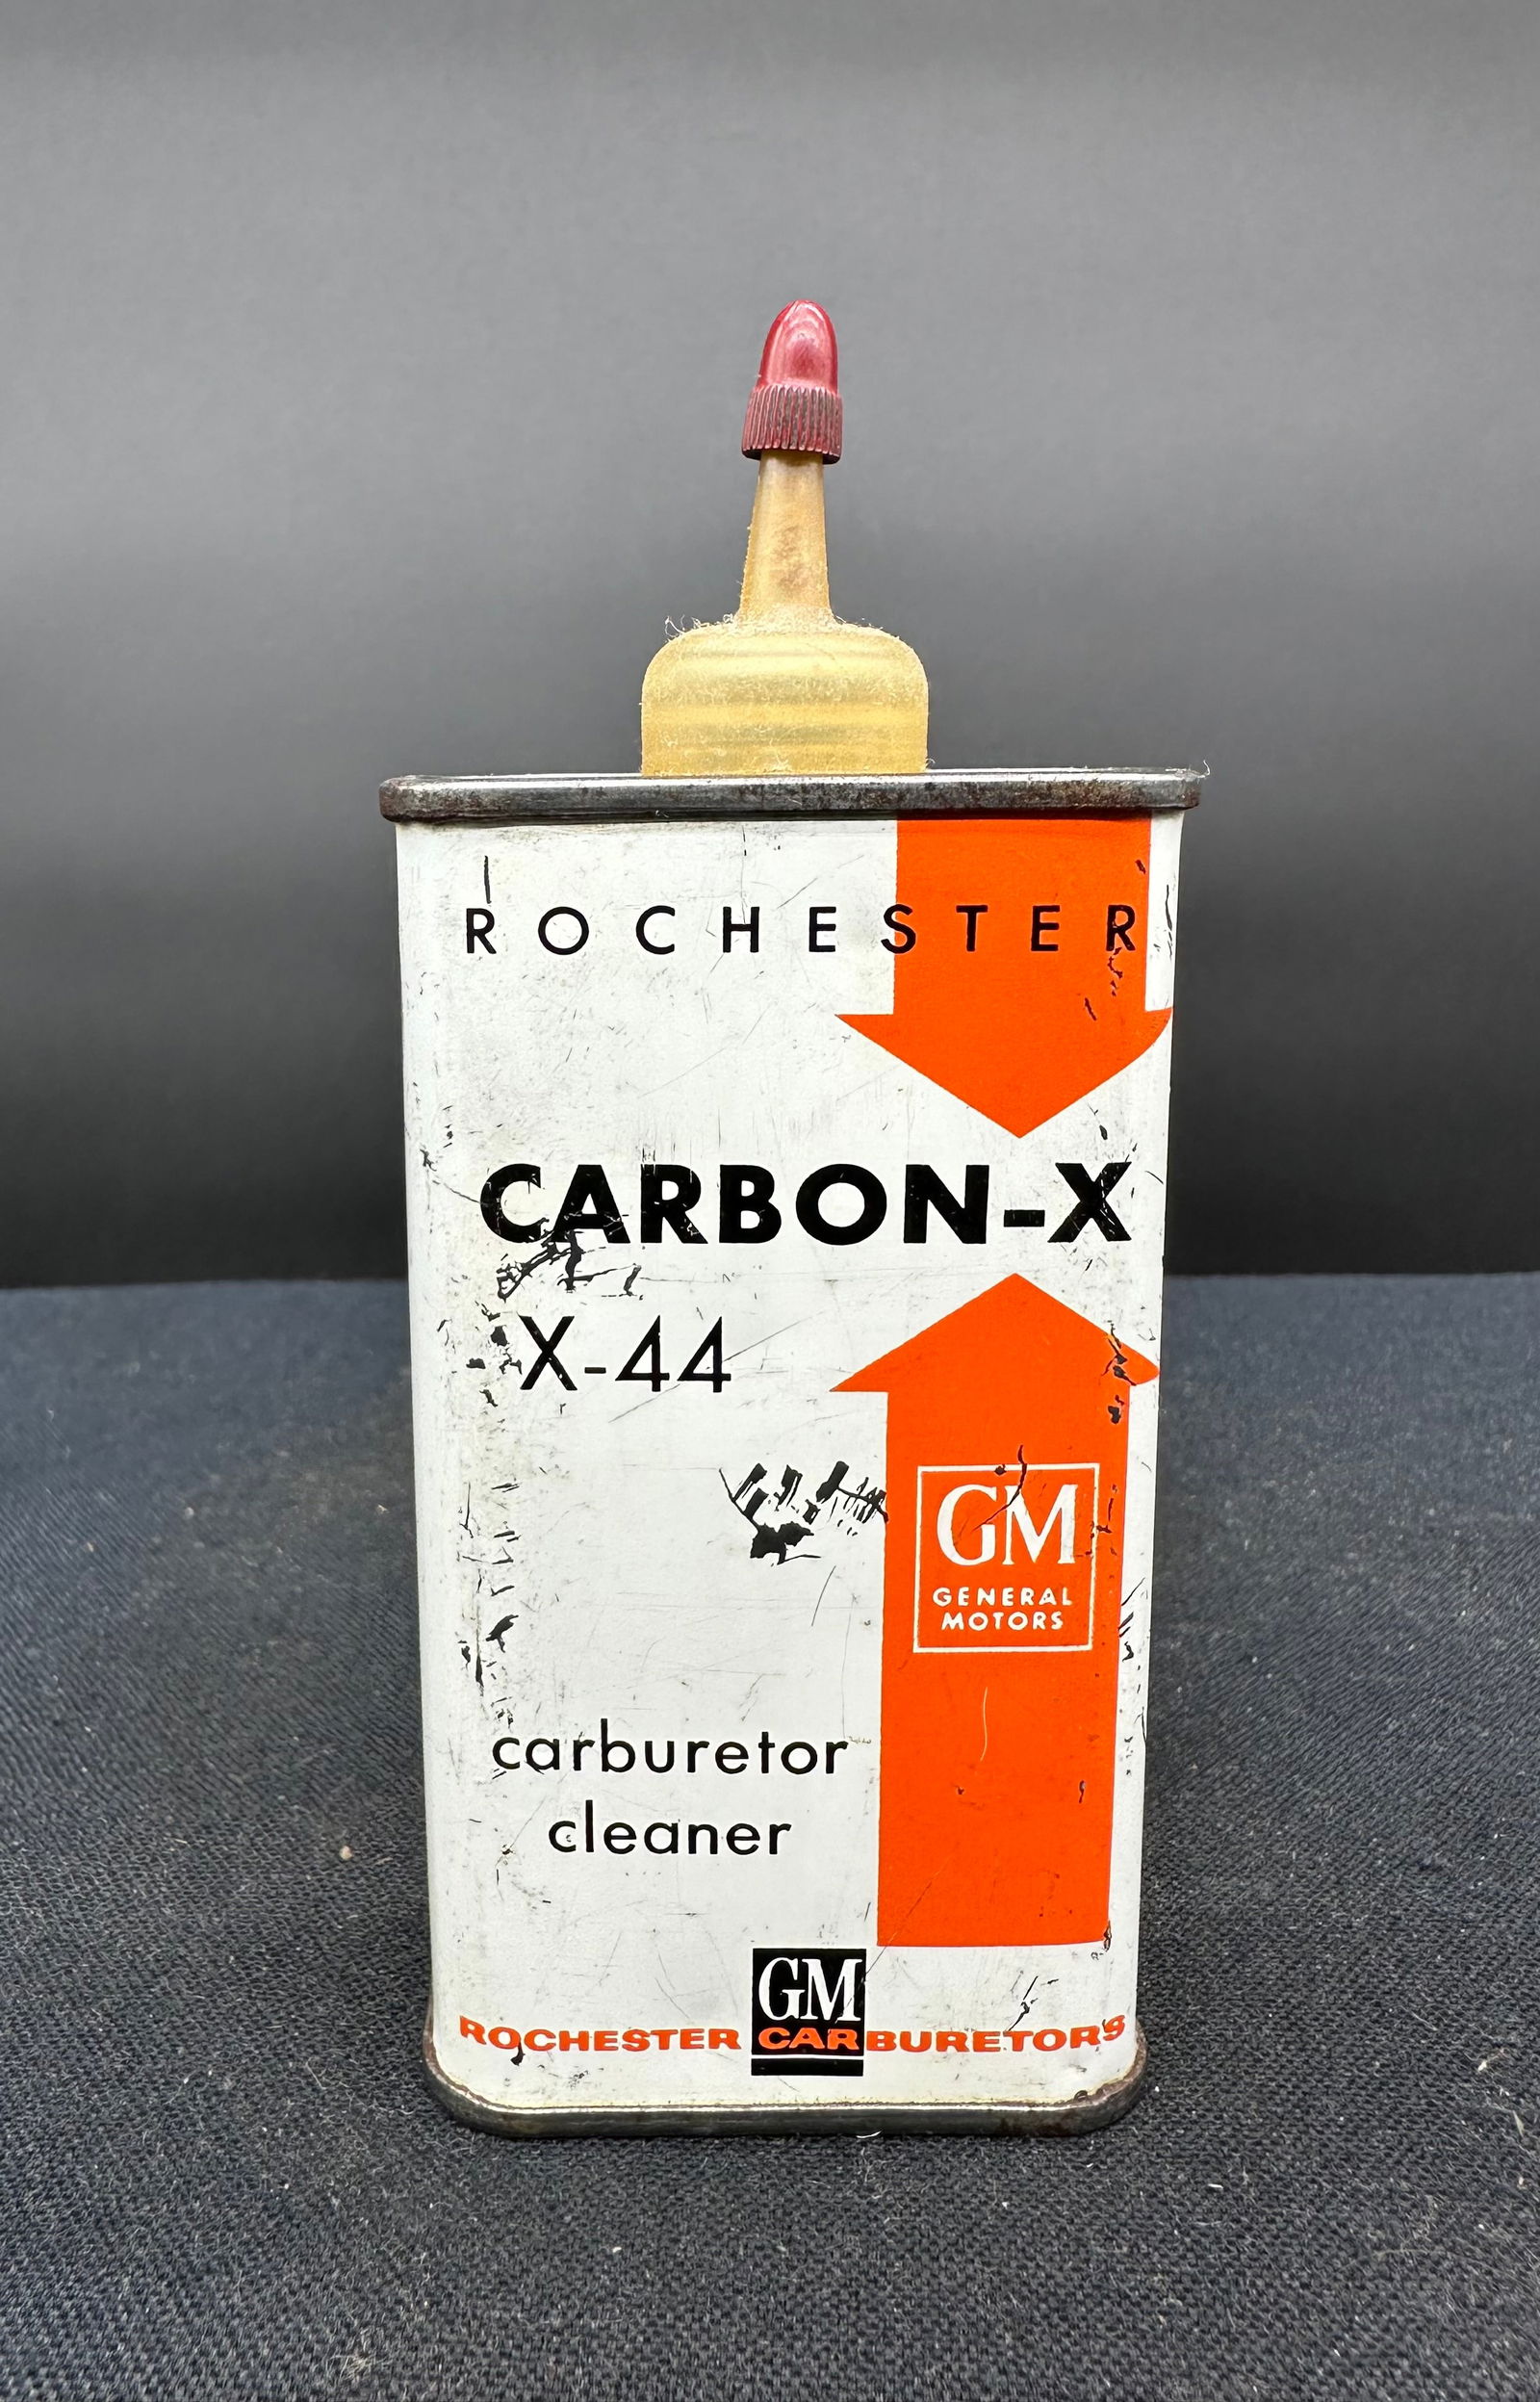 ROCHESTER
CARBON-X
X-44
GM
GENERAL
MOTORS
carburetor
cleaner
GM
ROCHESTER CARBURETORS